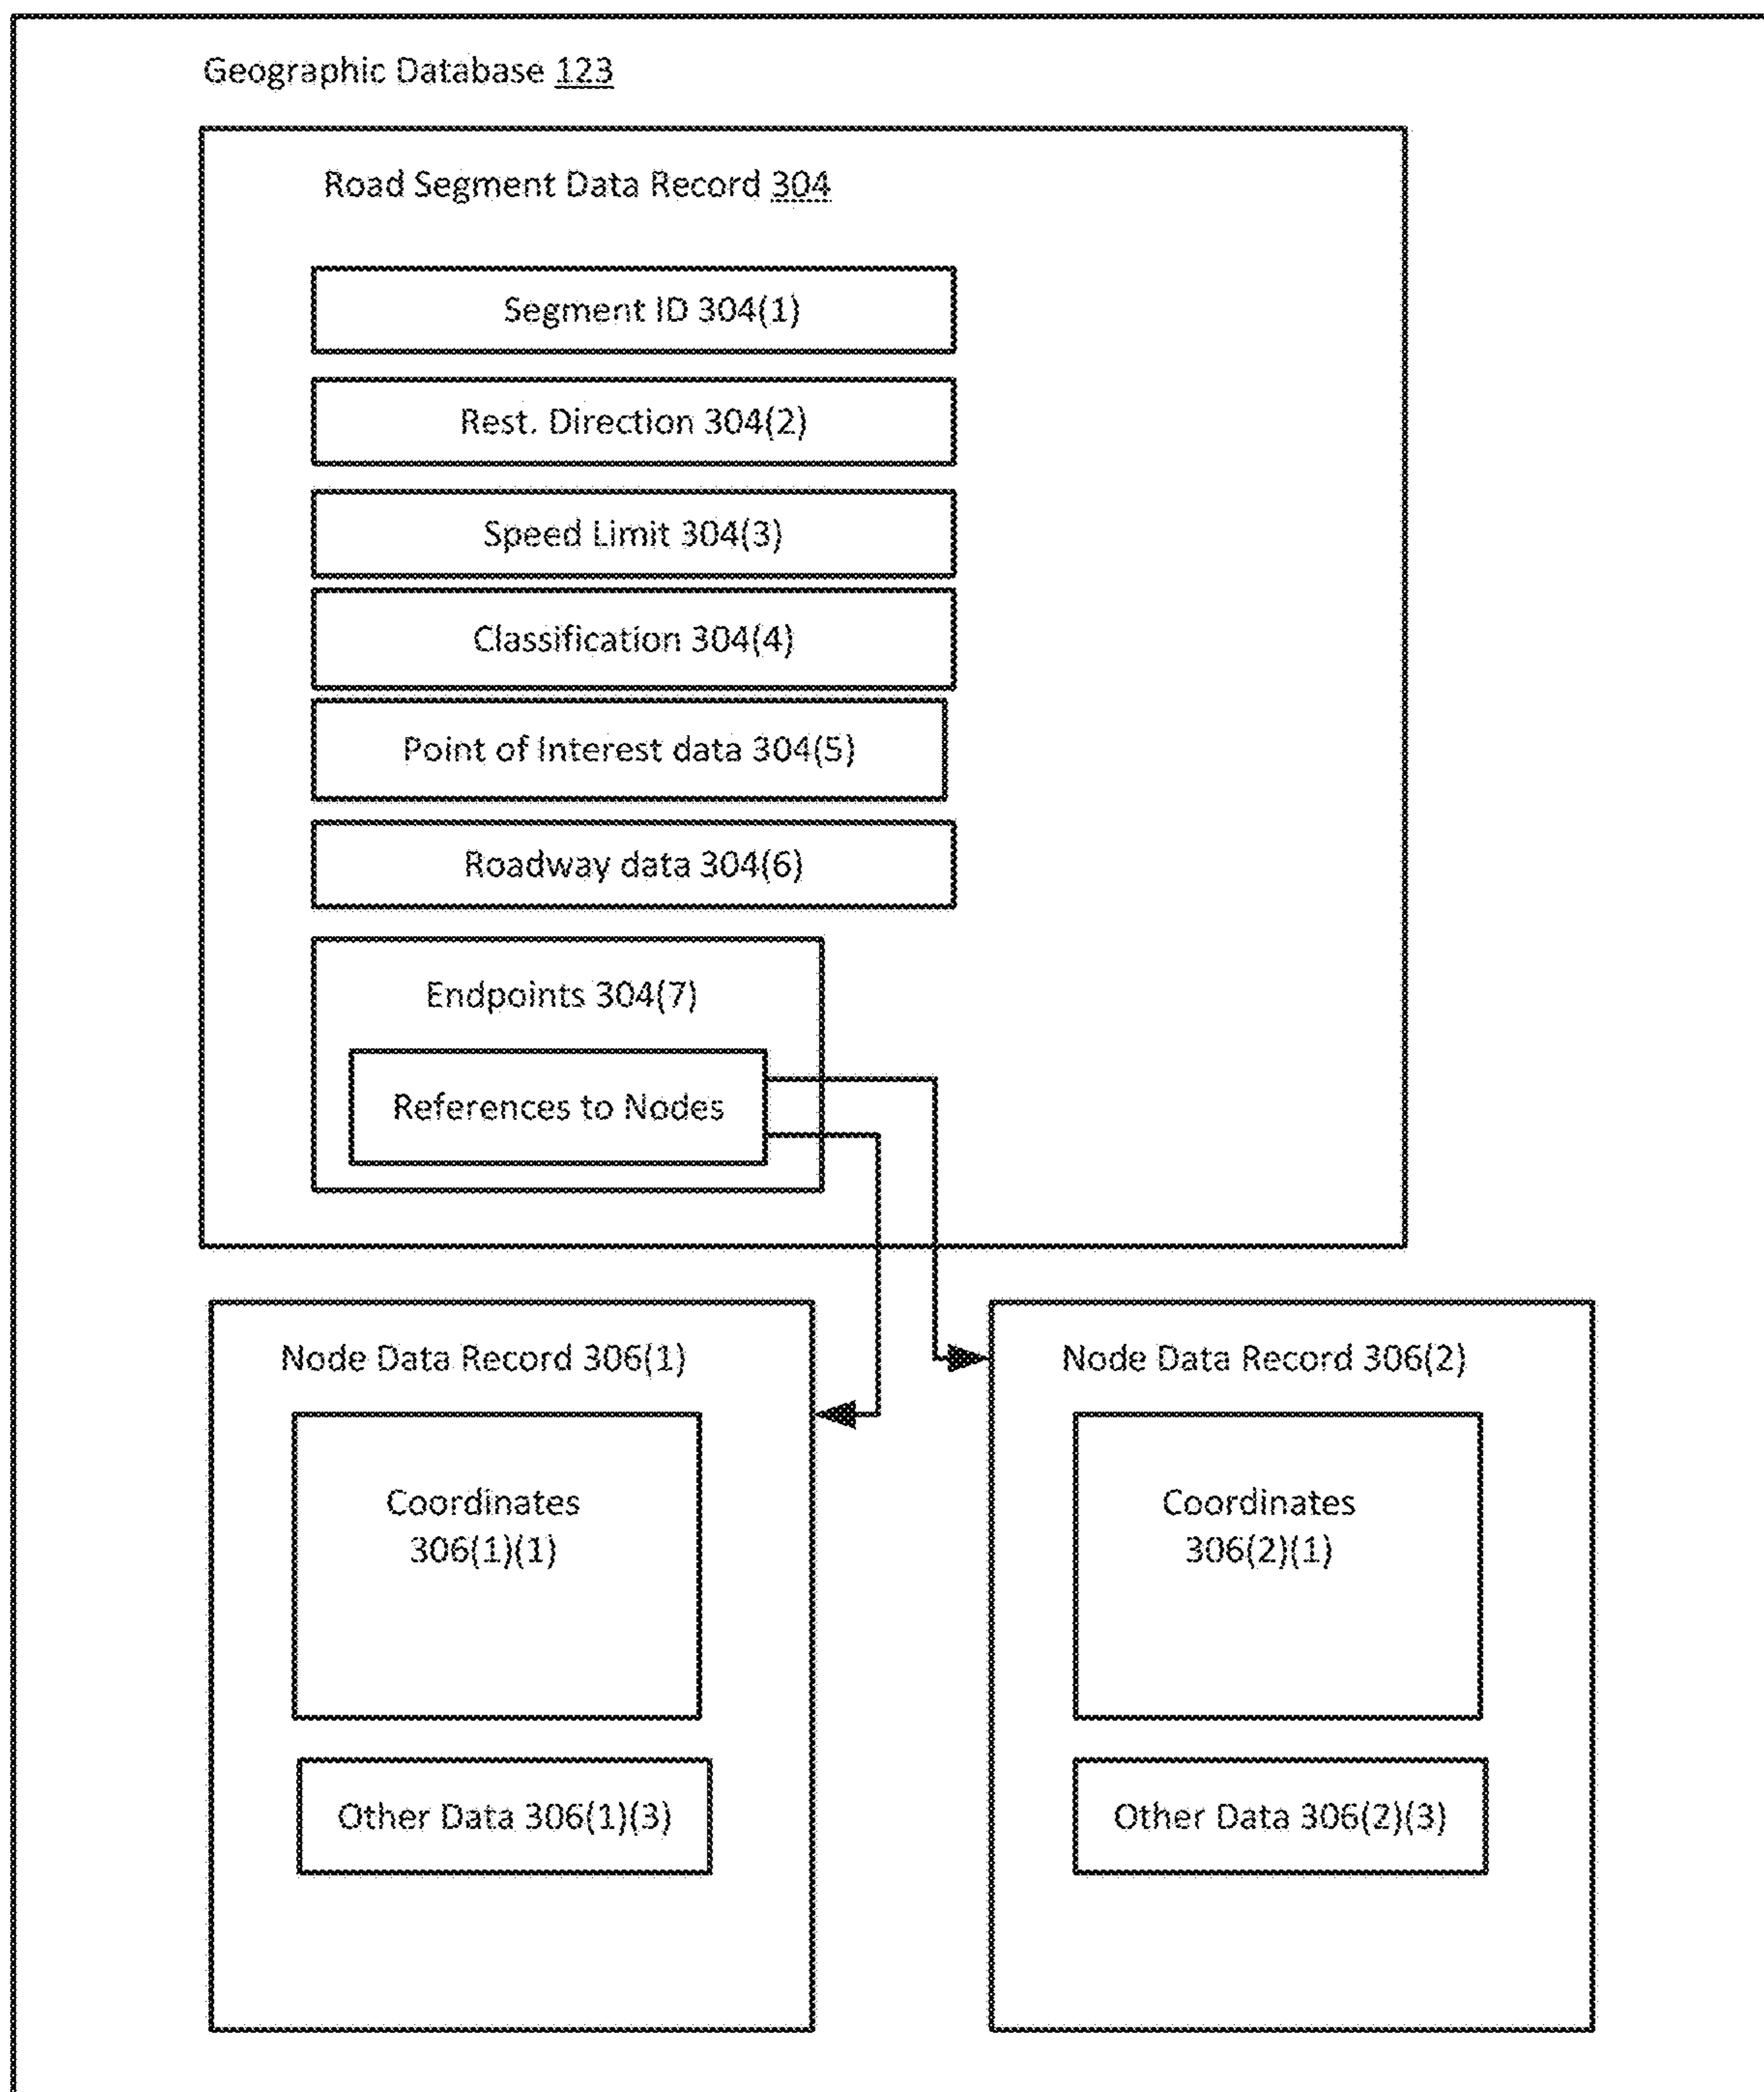 Geographic Database 123
Road Segment Data Record 304
Segment ID 304(1)
Rest. Direction 304(2)
Speed Limit 304(3)
Classification 304(4)
Point of Interest data 304(5)
Roadway data 304(6)
Endpoints 304(7)
References to Nodes
Node Data Record 306(1)
Coordinates
306(1)(1)
Other Data 306(1)(3)
Node Data Record 306(2)
Coordinates
306(2)(1)
Other Data 306(2)(3)